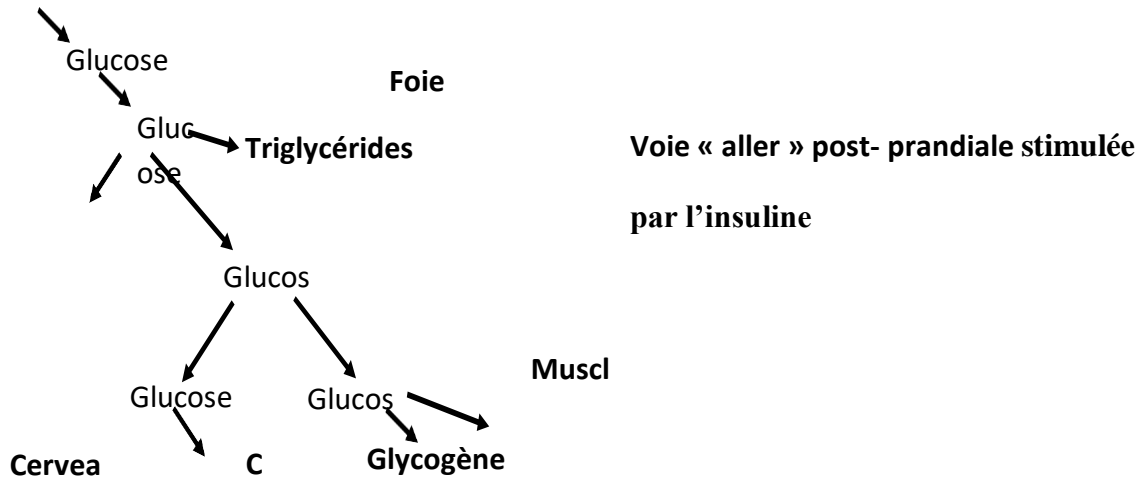 Glucose
Foie
Gluc
ose
Triglycérides
Voie « aller » post- prandiale stimulée
par l’insuline
Glucos
Muscl
Glucose
Glucos
Cervea
C
Glycogène